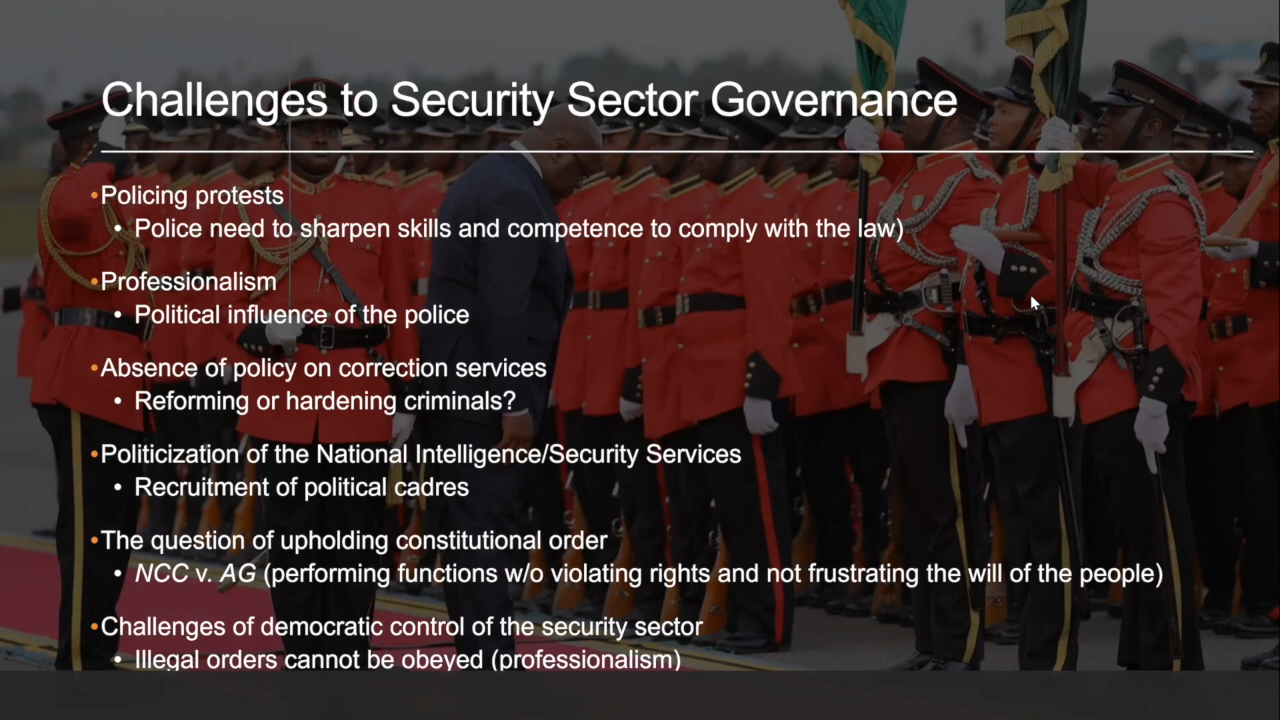 Challenges to Security Sector Governance
•Policing protests
• Police need to sharpen skills and competence to comply with the law)
•Professionalism
• Political influence of the police
•Absence of policy on correction services
• Reforming or hardening criminals?
•Politicization of the National Intelligence/Security Services
• Recruitment of political cadres
•The question of upholding constitutional order
• NCC v. AG (performing functions w/o violating rights and not frustrating the will of the people)
•Challenges of democratic control of the security sector
• Illegal orders cannot be obeyed (professionalism)